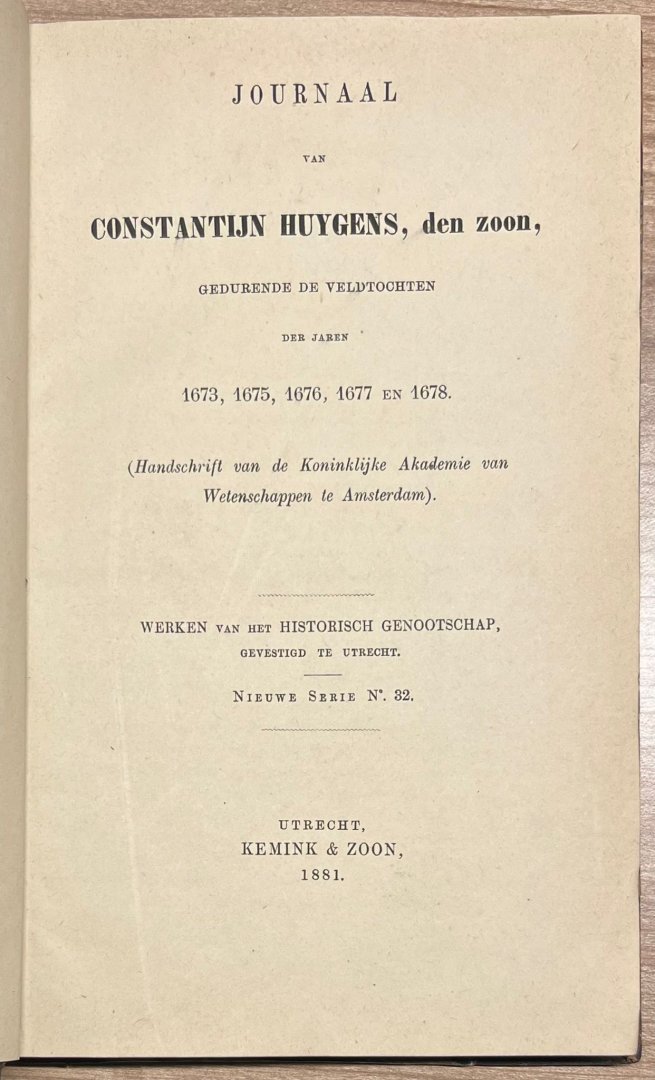 JOURNAAL
VAN
CONSTANTIJN HUYGENS, den zoon,
GEDURENDE DE VELDTOCHTEN
DER JAREN
1673, 1675, 1676, 1677 EN 1678.
(Handschrift van de Koninklijke Akademie van
Wetenschappen te Amsterdam).
WERKEN VAN HET HISTORISCH GENOOTSCHAP,
GEVESTIGD TE UTRECHT.
NIEUWE SERIE N°. 32.
UTRECHT,
KEMINK & ZOON,
1881.